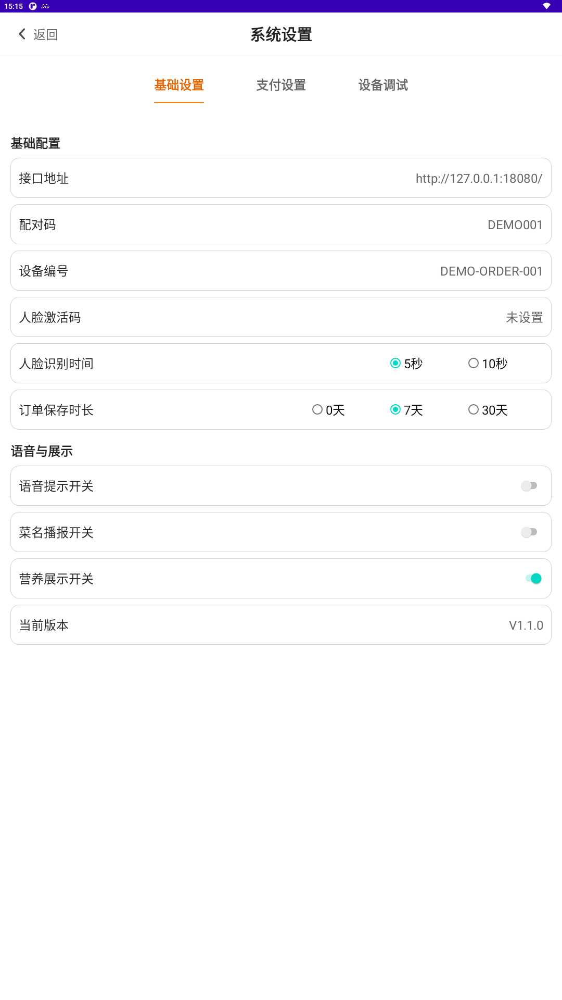 15:15
返回
系统设置
基础设置 支付设置 设备调试
基础配置
接口地址 http://127.0.0.1:18080/
配对码 DEMO001
设备编号 DEMO-ORDER-001
人脸激活码 未设置
人脸识别时间 5秒 10秒
订单保存时长 0天 7天 30天
语音与展示
语音提示开关
菜名播报开关
营养展示开关
当前版本 V1.1.0